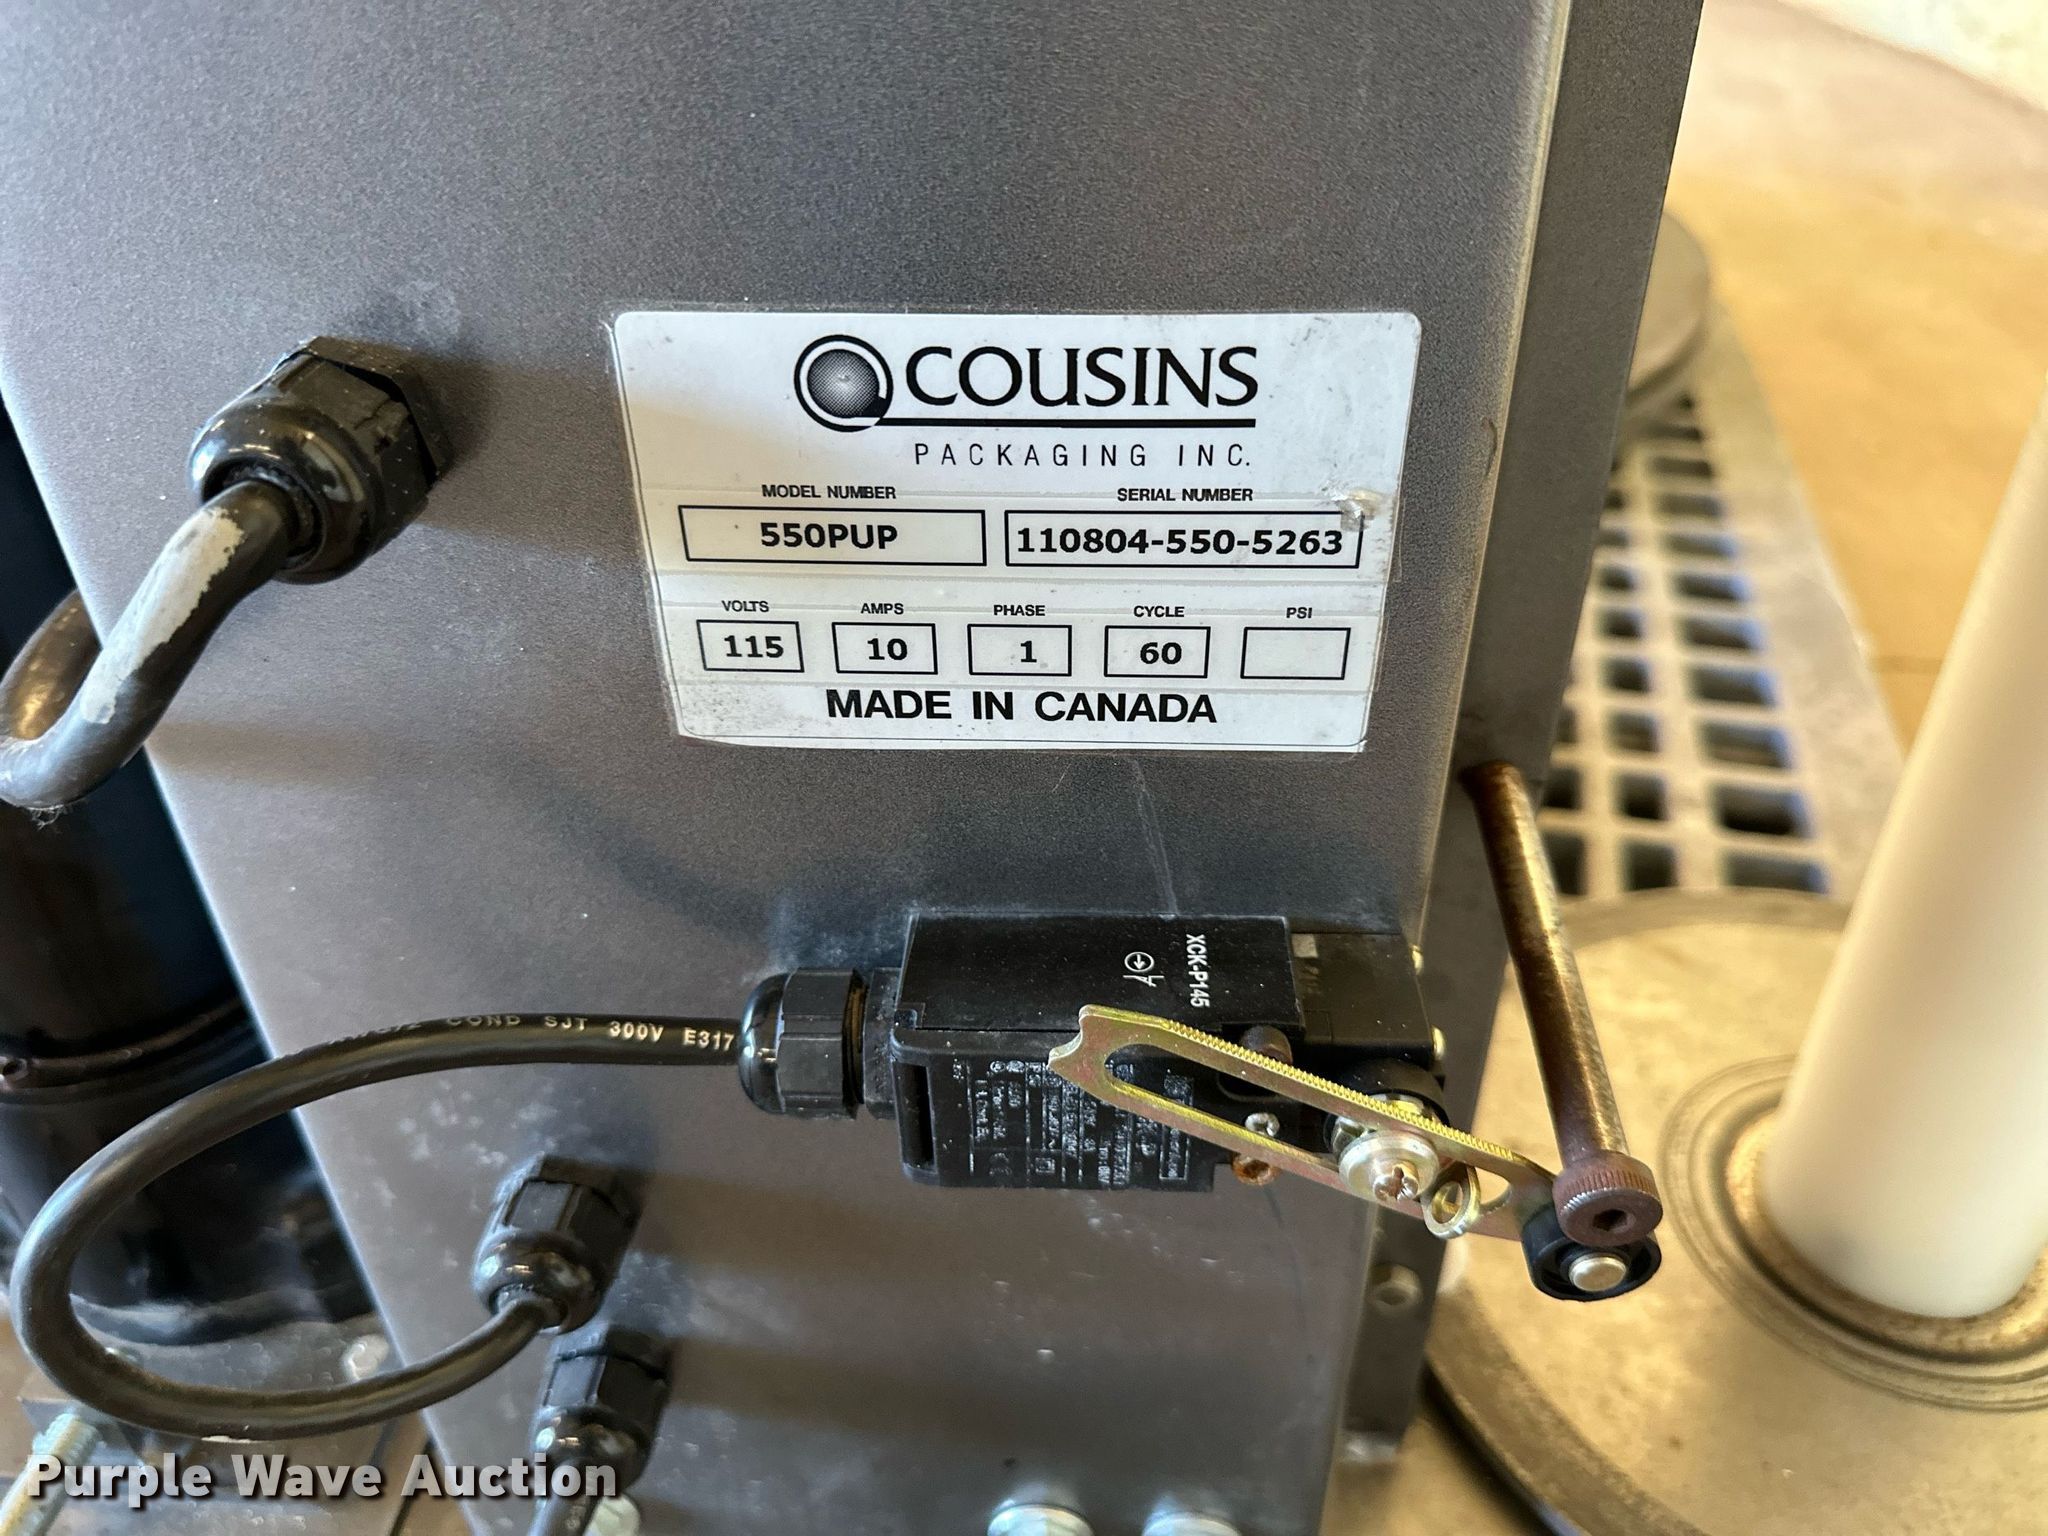 COUSINS
PACKAGING INC.
MODEL NUMBER SERIAL NUMBER
550PUP 110804-550-5263
VOLTS AMPS PHASE CYCLE PSI
115 10 1 60
MADE IN CANADA
XCK-P145
COND SJT 300V E317
Purple Wave Auction